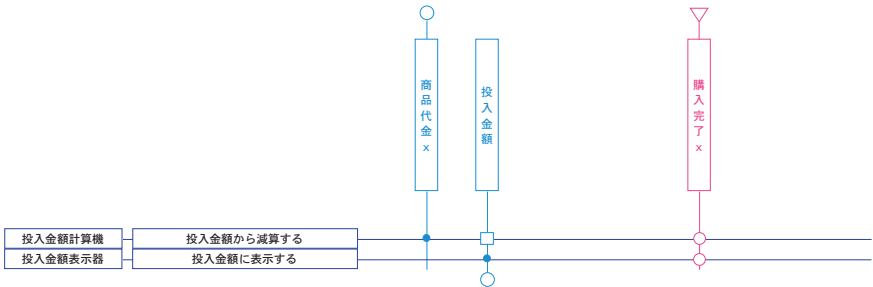 商品代金x
投入金額
購入完了x
投入金額計算機 投入金額から減算する
投入金額表示器 投入金額に表示する